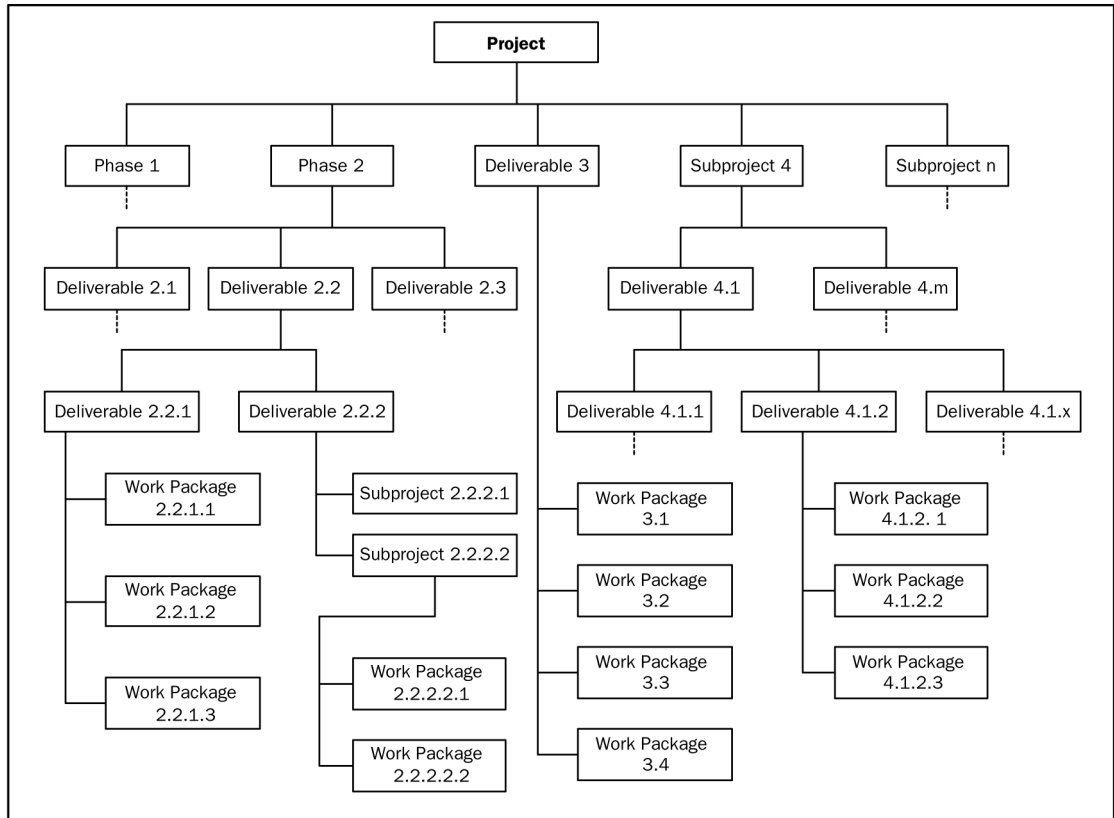 Project
Phase 1
Phase 2
Deliverable 3
Subproject 4
Subproject n
Deliverable 2.1
Deliverable 2.2
Deliverable 2.3
Deliverable 4.1
Deliverable 4.m
Deliverable 2.2.1
Deliverable 2.2.2
Deliverable 4.1.1
Deliverable 4.1.2
Deliverable 4.1.x
Work Package
2.2.1.1
Work Package
2.2.1.2
Work Package
2.2.1.3
Subproject 2.2.2.1
Subproject 2.2.2.2
Work Package
2.2.2.2.1
Work Package
2.2.2.2.2
Work Package
3.1
Work Package
3.2
Work Package
3.3
Work Package
3.4
Work Package
4.1.2. 1
Work Package
4.1.2.2
Work Package
4.1.2.3